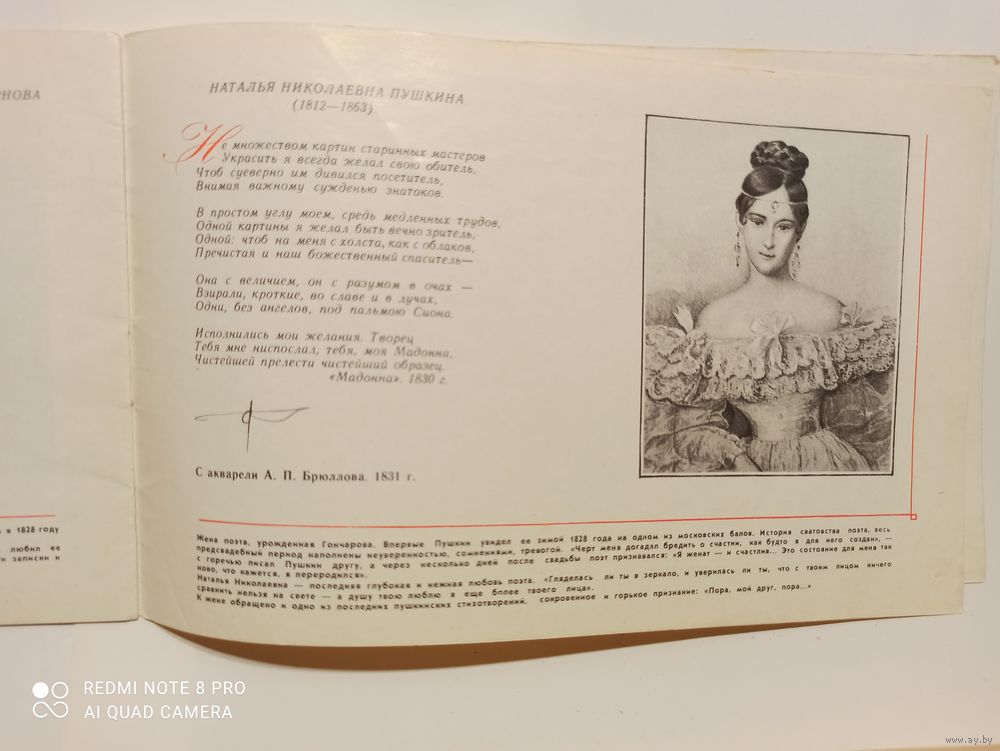 РНОВА
в 1828 году
любил ее
записки и
НАТАЛЬЯ НИКОЛАЕВНА ПУШКИНА
(1812—1863)
Не множеством картин старинных мастеров
Украсить я всегда желал свою обитель,
Чтоб суеверно им дивился посетитель,
Внимая важному сужденью знатоков.
В простом углу моем, средь медленных трудов,
Одной картины я желал быть вечно зритель,
Одной: чтоб на меня с холста, как с облаков,
Пречистая и наш божественный спаситель—
Она с величием, он с разумом в очах —
Взирали, кроткие, во славе и в лучах,
Одни, без ангелов, под пальмою Сиона.
Исполнились мои желания. Творец
Тебя мне ниспослал, тебя, моя Мадонна,
Чистейшей прелести чистейший образец.
«Мадонна». 1830 г.
С акварели А. П. Брюллова. 1831 г.
Жена поэта, урожденная Гончарова. Впервые Пушкин увидел ее зимой 1828 года на одном из московских балов. История сватовства поэта, весь
предсвадебный период наполнены неуверенностью, сомнениями, тревогой. «Черт меня догадал бредить о счастии, как будто я для него создан», —
с горечью писал Пушкин другу, а через несколько дней после свадьбы поэт признавался: «Я женат — и счастлив... Это состояние для меня так
ново, что кажется, я переродился».
Наталья Николаевна — последняя глубокая и нежная любовь поэта. «Гляделась ли ты в зеркало, и уверилась ли ты, что с твоим лицом ничего
сравнить нельзя на свете — а душу твою люблю я еще более твоего лица».
К жене обращено и одно из последних пушкинских стихотворений, сокровенное и горькое признание: «Пора, мой друг, пора...»
REDMI NOTE 8 PRO
AI QUAD CAMERA
www.ay.by